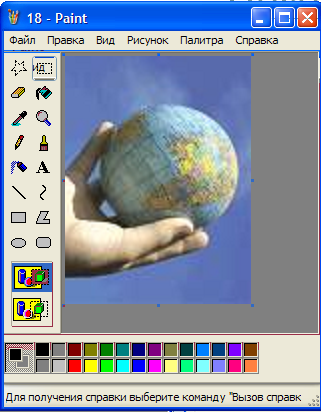 18 - Paint
Файл Правка Вид Рисунок Палитра Справка
A
Для получения справки выберите команду "Вызов справк